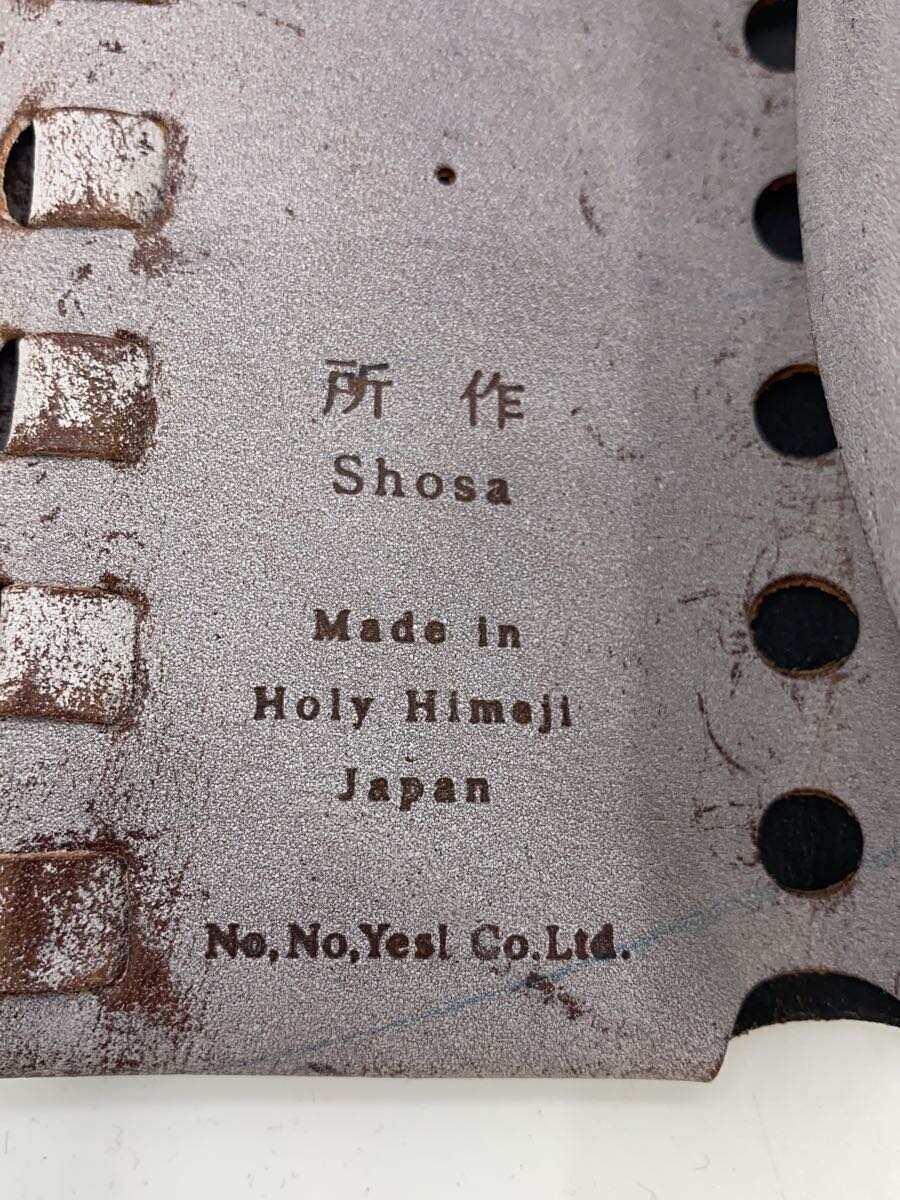 所作
Shosa
Made in
Holy Himeji
Japan
No,No,Yes! Co.Ltd.